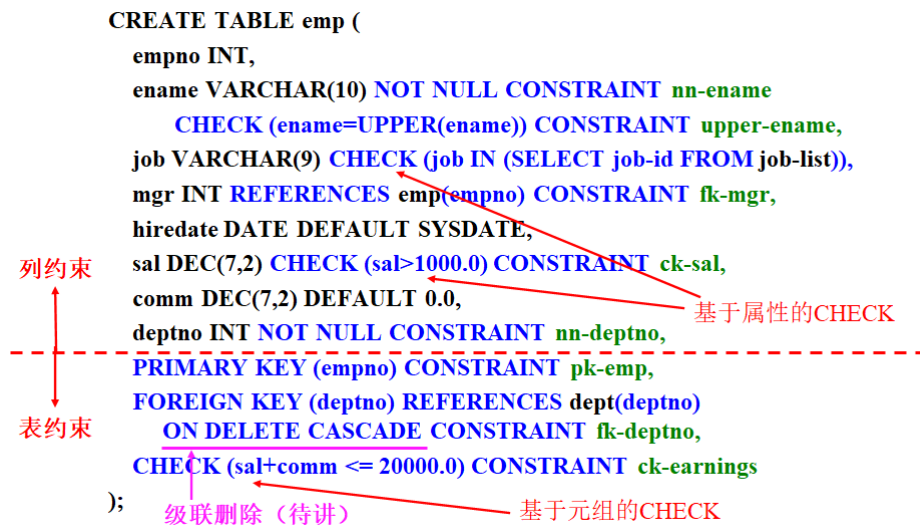 CREATE TABLE emp (
empno INT,
ename VARCHAR(10) NOT NULL CONSTRAINT nn-ename
CHECK (ename=UPPER(ename)) CONSTRAINT upper-ename,
job VARCHAR(9) CHECK (job IN (SELECT job-id FROM job-list)),
mgr INT REFERENCES emp(empno) CONSTRAINT fk-mgr,
hiredate DATE DEFAULT SYSDATE,
列约束
sal DEC(7,2) CHECK (sal>1000.0) CONSTRAINT ck-sal,
comm DEC(7,2) DEFAULT 0.0,
基于属性的CHECK
deptno INT NOT NULL CONSTRAINT nn-deptno,
PRIMARY KEY (empno) CONSTRAINT pk-emp,
FOREIGN KEY (deptno) REFERENCES dept(deptno)
表约束
ON DELETE CASCADE CONSTRAINT fk-deptno,
CHECK (sal+comm <= 20000.0) CONSTRAINT ck-earnings
);
级联删除（待讲）
基于元组的CHECK